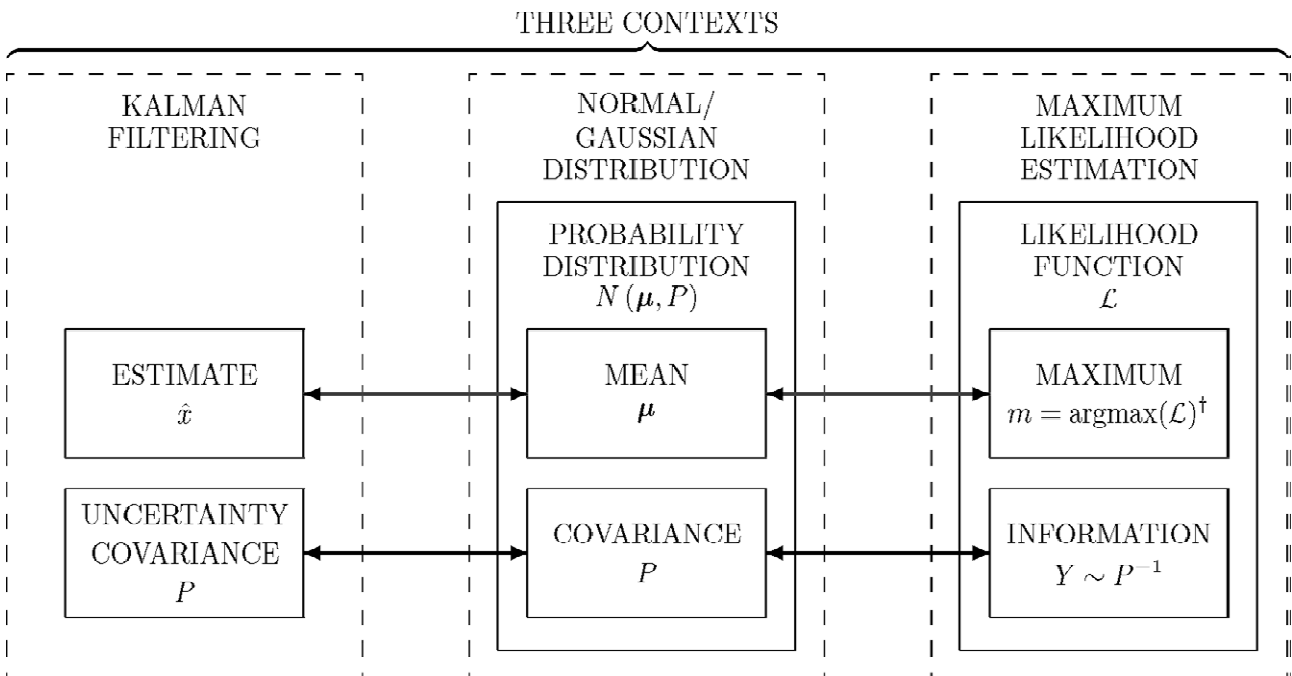 THREE CONTEXTS
KALMAN
FILTERING
ESTIMATE
x̂
UNCERTAINTY
COVARIANCE
P
NORMAL/
GAUSSIAN
DISTRIBUTION
PROBABILITY
DISTRIBUTION
N (μ, P)
MEAN
μ
COVARIANCE
P
MAXIMUM
LIKELIHOOD
ESTIMATION
LIKELIHOOD
FUNCTION
ℒ
MAXIMUM
m = argmax(ℒ)†
INFORMATION
Y ∼ P⁻¹